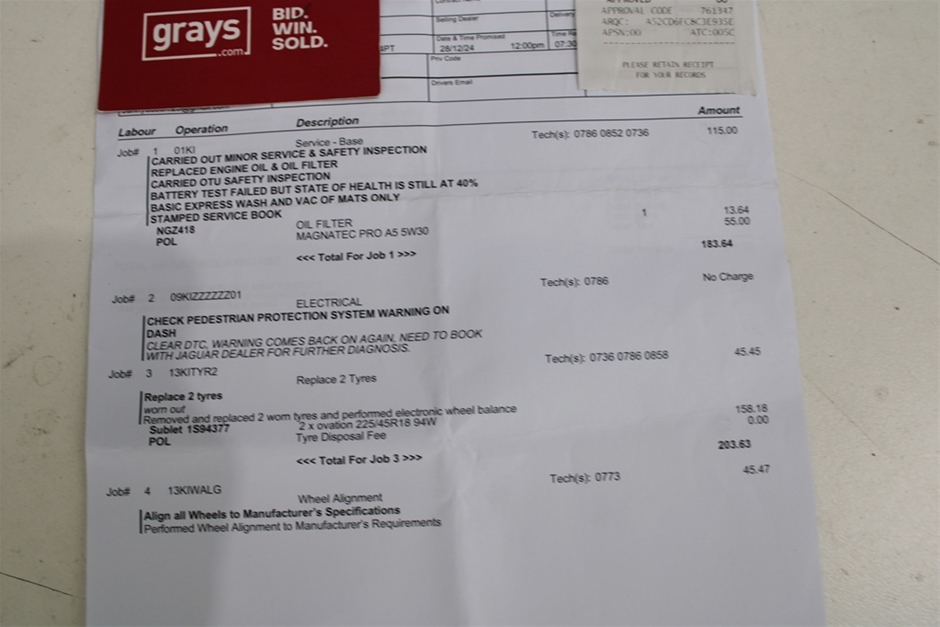 grays
.com
BID.
WIN.
SOLD.
Selling Dealer
Delivery
Date & Time Promised
28/12/24 12:00pm
07:30
Priv Code
Drivers Email
APPROVED 00
APPROVAL CODE 761347
ARQC: A52CD6FC8C3E935E
APSN:00 ATC:005C
PLEASE RETAIN RECEIPT
FOR YOUR RECORDS
Labour Operation Description Amount
Job# 1 01KI Service - Base Tech(s): 0786 0852 0736 115.00
CARRIED OUT MINOR SERVICE & SAFETY INSPECTION
REPLACED ENGINE OIL & OIL FILTER
CARRIED OTU SAFETY INSPECTION
BATTERY TEST FAILED BUT STATE OF HEALTH IS STILL AT 40%
BASIC EXPRESS WASH AND VAC OF MATS ONLY
STAMPED SERVICE BOOK
NGZ418 OIL FILTER 1 13.64
POL MAGNATEC PRO A5 5W30 55.00
<<< Total For Job 1 >>> 183.64
Job# 2 09KIZZZZZZ01 ELECTRICAL Tech(s): 0786 No Charge
CHECK PEDESTRIAN PROTECTION SYSTEM WARNING ON
DASH
CLEAR DTC, WARNING COMES BACK ON AGAIN, NEED TO BOOK
WITH JAGUAR DEALER FOR FURTHER DIAGNOSIS.
Job# 3 13KITYR2 Replace 2 Tyres Tech(s): 0736 0786 0858 45.45
Replace 2 tyres
worn out
Removed and replaced 2 worn tyres and performed electronic wheel balance
Sublet 1S94377 2 x ovation 225/45R18 94W 158.18
POL Tyre Disposal Fee 0.00
<<< Total For Job 3 >>> 203.63
Job# 4 13KIWALG Wheel Alignment Tech(s): 0773 45.47
Align all Wheels to Manufacturer's Specifications
Performed Wheel Alignment to Manufacturer's Requirements